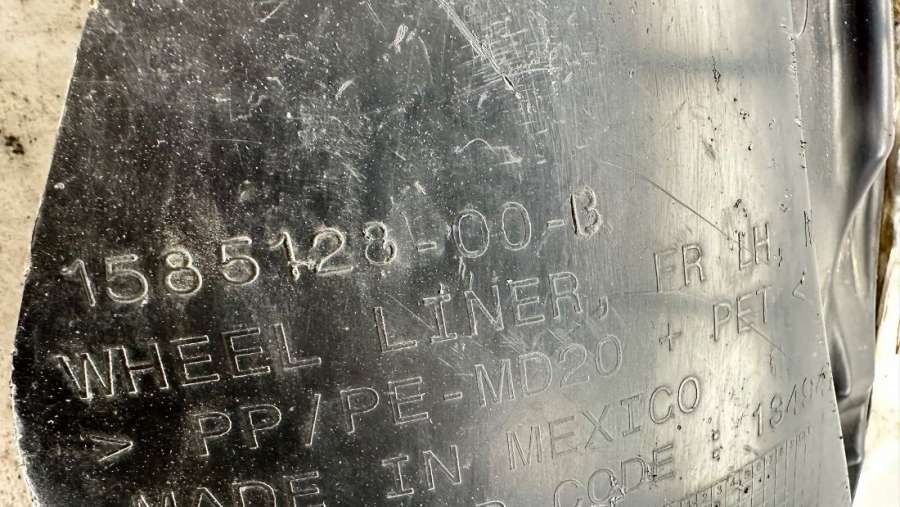 1585128-00-B
WHEEL LINER, FR LH,
> PP/PE-MD20 + PET <
MADE IN MEXICO
CODE :